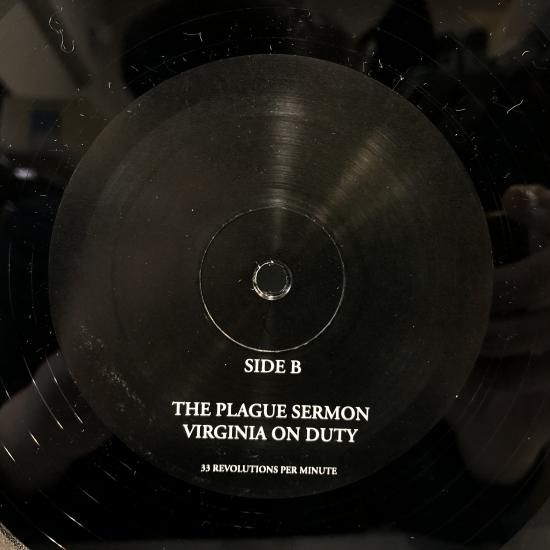 SIDE B
THE PLAGUE SERMON
VIRGINIA ON DUTY
33 REVOLUTIONS PER MINUTE